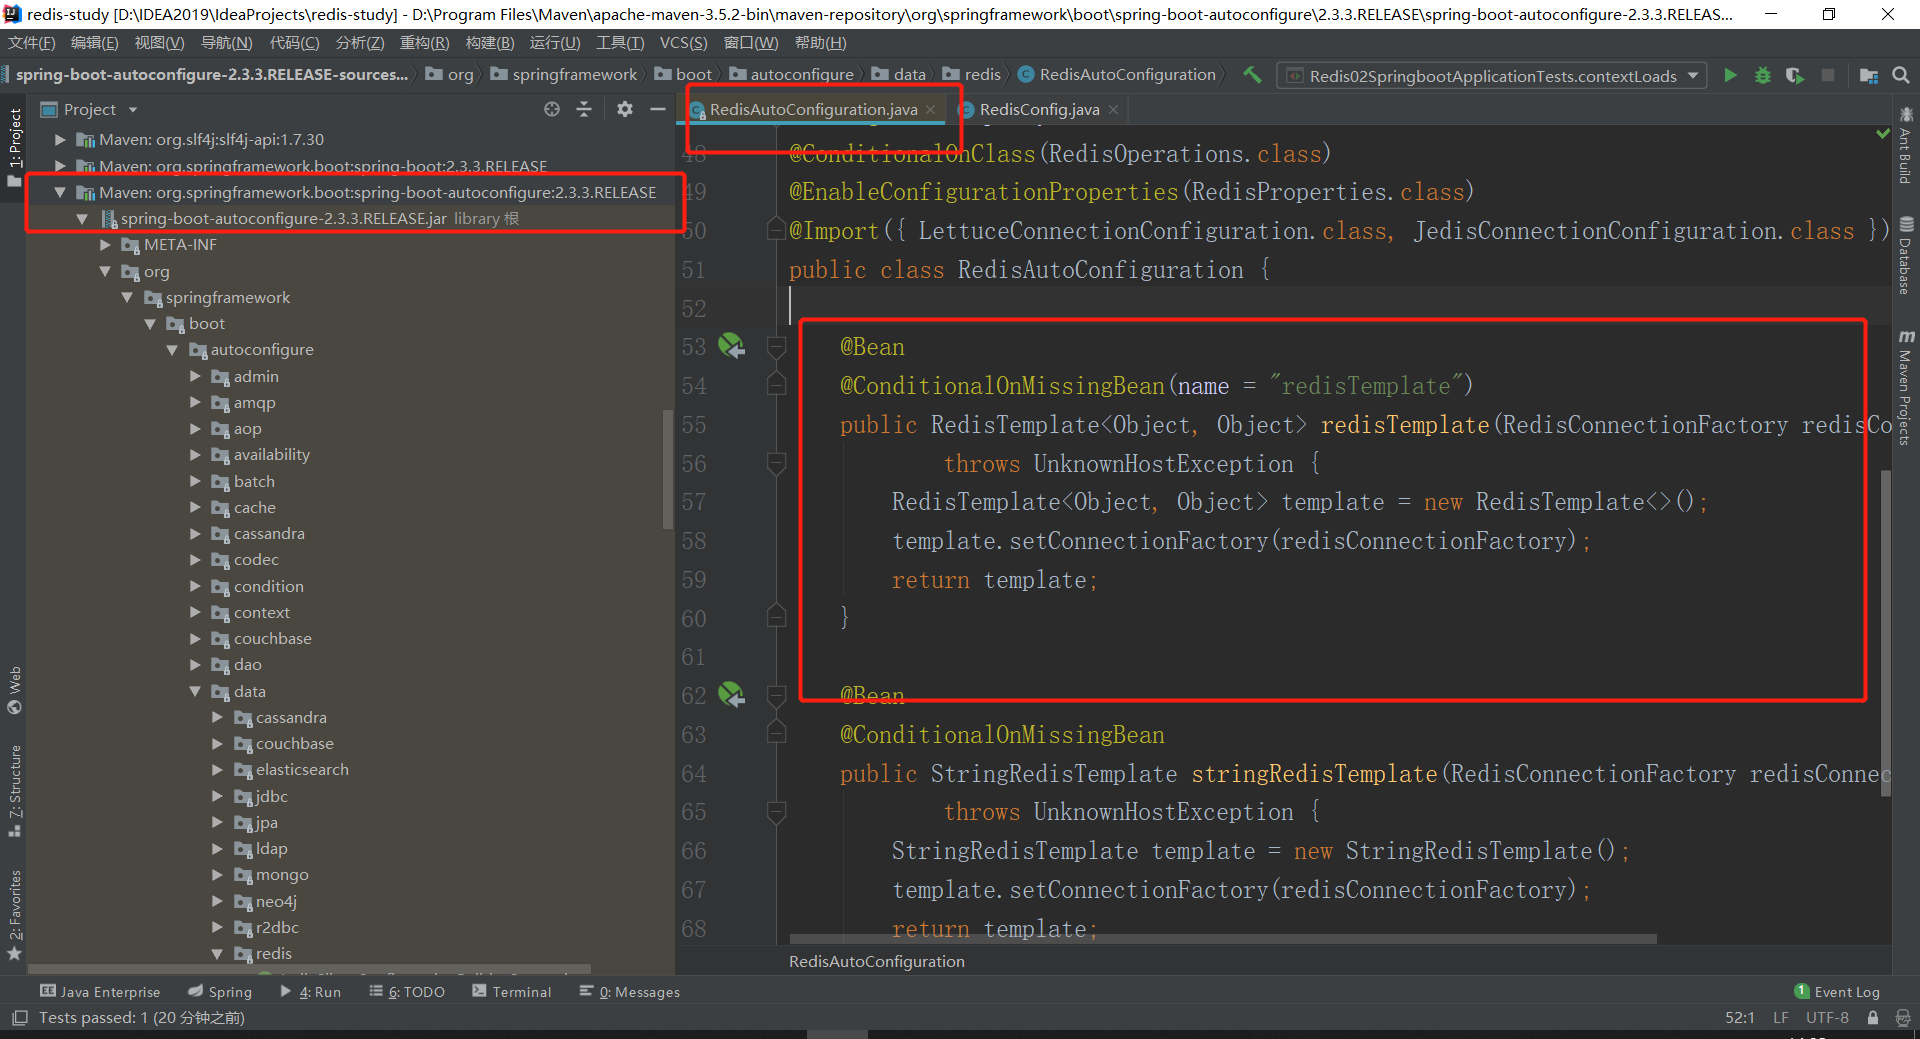 redis-study [D:\IDEA2019\IdeaProjects\redis-study] - D:\Program Files\Maven\apache-maven-3.5.2-bin\maven-repository\org\springframework\boot\spring-boot-autoconfigure\2.3.3.RELEASE\spring-boot-autoconfigure-2.3.3.RELEAS...
文件(F) 编辑(E) 视图(V) 导航(N) 代码(C) 分析(Z) 重构(R) 构建(B) 运行(U) 工具(T) VCS(S) 窗口(W) 帮助(H)
spring-boot-autoconfigure-2.3.3.RELEASE-sources... org springframework boot autoconfigure data redis RedisAutoConfiguration Redis02SpringbootApplicationTests.contextLoads
Project
RedisAutoConfiguration.java
RedisConfig.java
1: Project
Web
7: Structure
2: Favorites
Maven: org.slf4j:slf4j-api:1.7.30
Maven: org.springframework.boot:spring-boot:2.3.3.RELEASE
Maven: org.springframework.boot:spring-boot-autoconfigure:2.3.3.RELEASE
spring-boot-autoconfigure-2.3.3.RELEASE.jar library 根
META-INF
org
springframework
boot
autoconfigure
admin
amqp
aop
availability
batch
cache
cassandra
codec
condition
context
couchbase
dao
data
cassandra
couchbase
elasticsearch
jdbc
jpa
ldap
mongo
neo4j
r2dbc
redis
48 @ConditionalOnClass(RedisOperations.class)
49 @EnableConfigurationProperties(RedisProperties.class)
50 @Import({ LettuceConnectionConfiguration.class, JedisConnectionConfiguration.class })
51 public class RedisAutoConfiguration {
52
53 @Bean
54 @ConditionalOnMissingBean(name = "redisTemplate")
55 public RedisTemplate<Object, Object> redisTemplate(RedisConnectionFactory redisCo
56 throws UnknownHostException {
57 RedisTemplate<Object, Object> template = new RedisTemplate<>();
58 template.setConnectionFactory(redisConnectionFactory);
59 return template;
60 }
61
62 @Bean
63 @ConditionalOnMissingBean
64 public StringRedisTemplate stringRedisTemplate(RedisConnectionFactory redisConnec
65 throws UnknownHostException {
66 StringRedisTemplate template = new StringRedisTemplate();
67 template.setConnectionFactory(redisConnectionFactory);
68 return template;
RedisAutoConfiguration
Ant Build
Database
Maven Projects
Java Enterprise Spring 4: Run 6: TODO Terminal 0: Messages 1 Event Log
Tests passed: 1 (20 分钟之前) 52:1 LF UTF-8